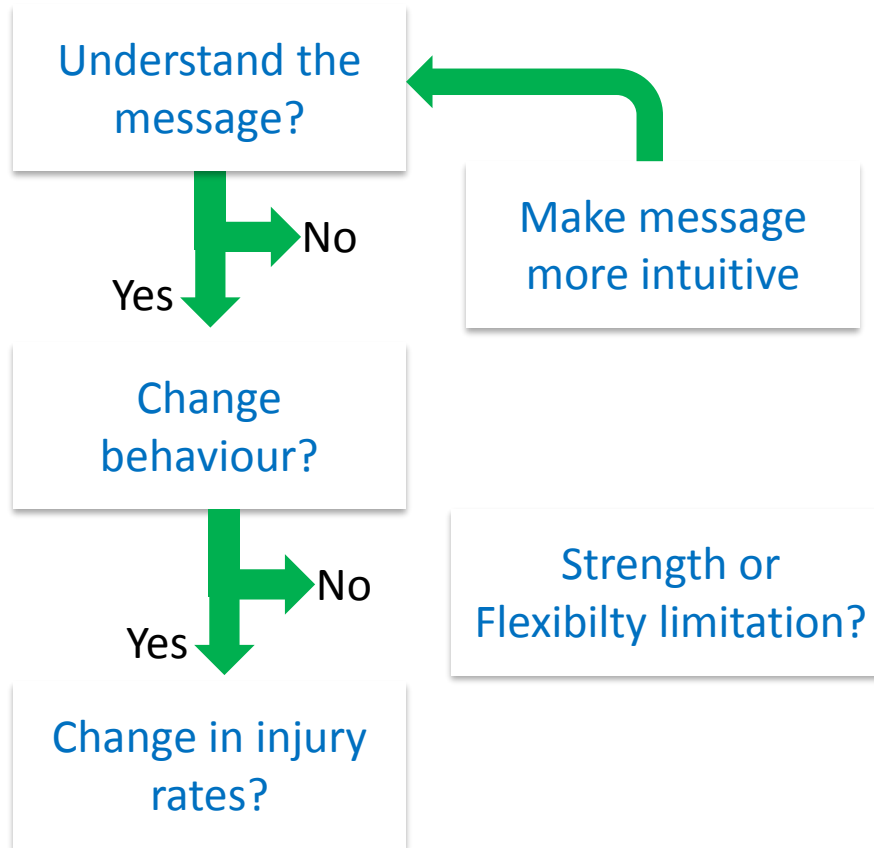 Understand the
message?
No
Make message
more intuitive
Yes
Change
behaviour?
No
Strength or
Flexibilty limitation?
Yes
Change in injury
rates?